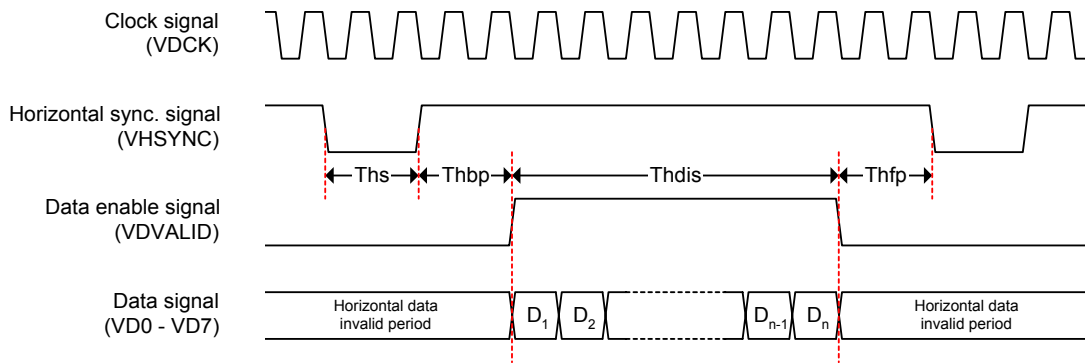 Clock signal
(VDCK)
Horizontal sync. signal
(VHSYNC)
Ths
Thbp
Thdis
Thfp
Data enable signal
(VDVALID)
Data signal
(VD0 - VD7)
Horizontal data
invalid period
D1
D2
Dn-1
Dn
Horizontal data
invalid period